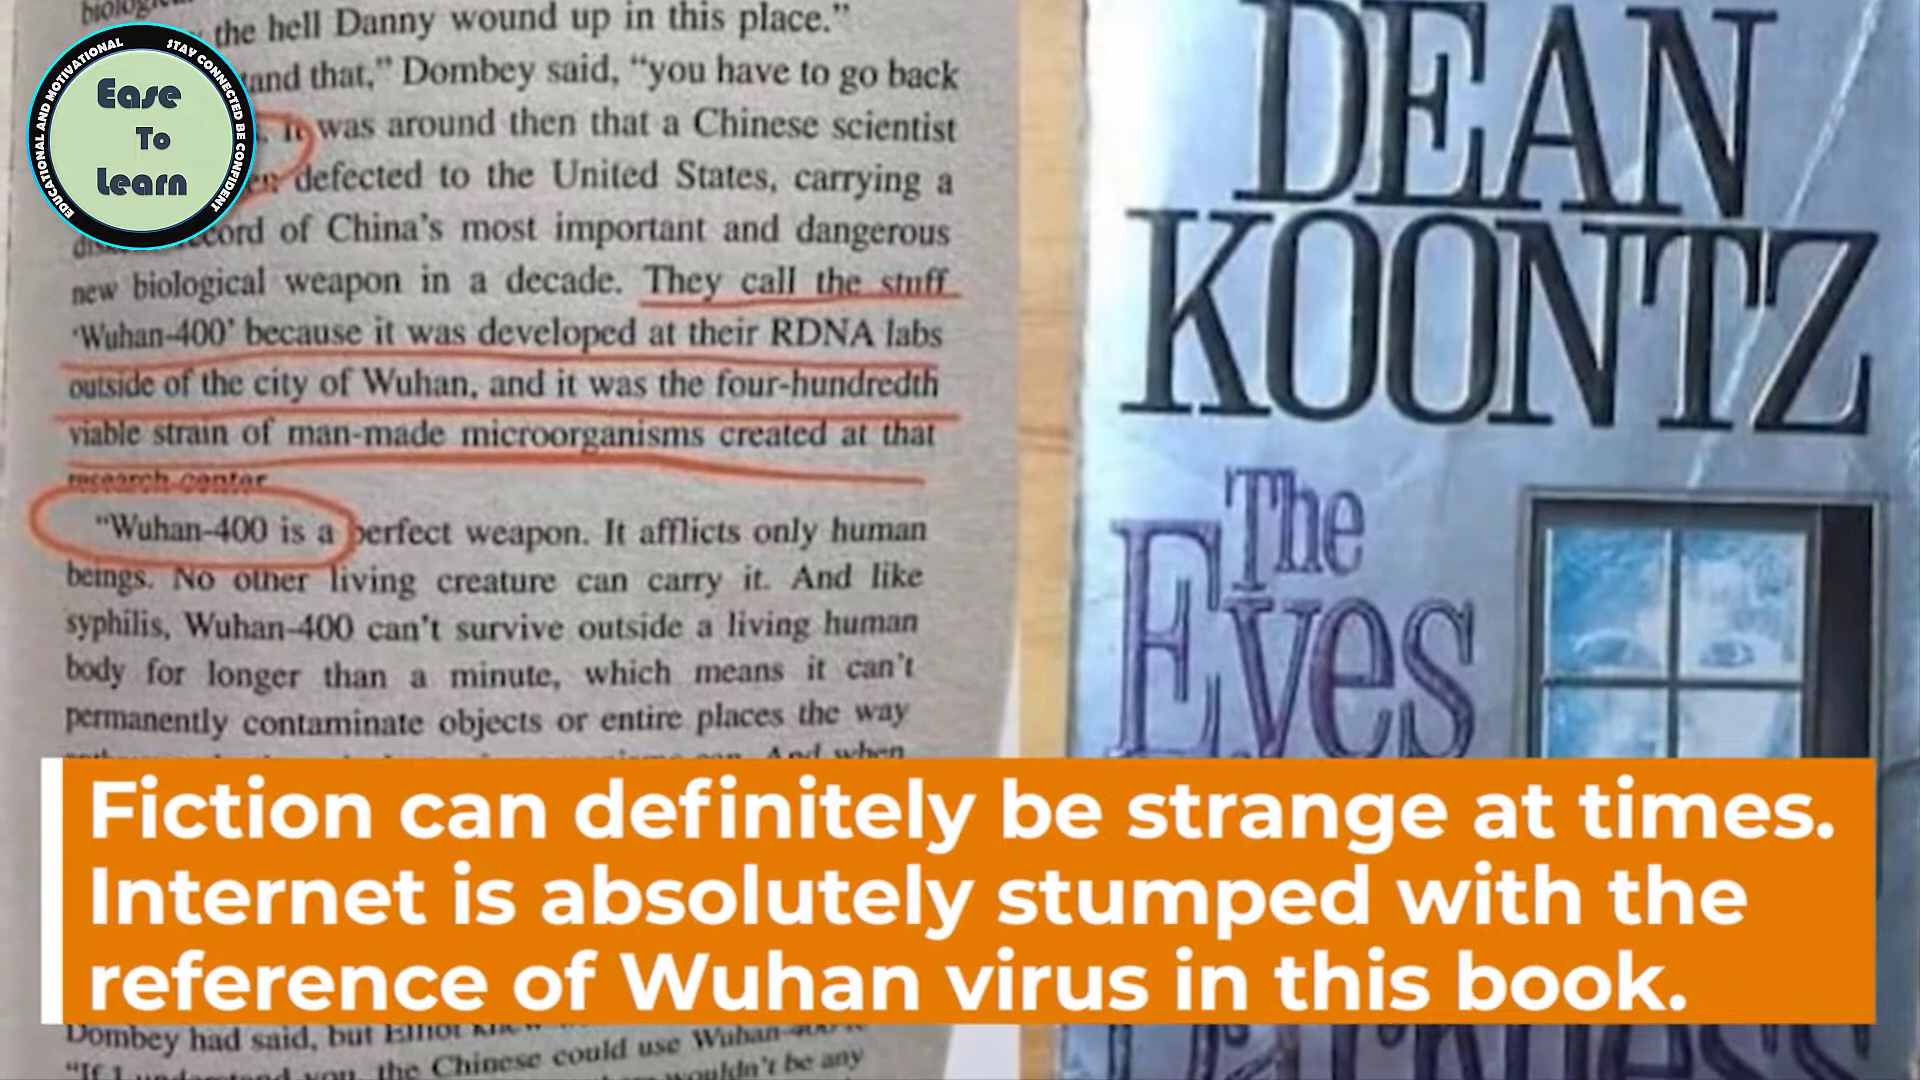 the hell Danny wound up in this place.”
and that,” Dombey said, “you have to go back
It was around then that a Chinese scientist
defected to the United States, carrying a
record of China’s most important and dangerous
new biological weapon in a decade. They call the stuff
‘Wuhan-400’ because it was developed at their RDNA labs
outside of the city of Wuhan, and it was the four-hundredth
viable strain of man-made microorganisms created at that
research center
“Wuhan-400 is a perfect weapon. It afflicts only human
beings. No other living creature can carry it. And like
syphilis, Wuhan-400 can’t survive outside a living human
body for longer than a minute, which means it can’t
permanently contaminate objects or entire places the way
And when
Dombey had said, but Elliot
the Chinese could use Wuhan-400
wouldn’t be any
EDUCATIONAL AND MOTIVATIONAL
STAY CONNECTED BE CONFIDENT
Ease
To
Learn
DEAN
KOONTZ
The
Eyes
Darkness
Fiction can definitely be strange at times.
Internet is absolutely stumped with the
reference of Wuhan virus in this book.